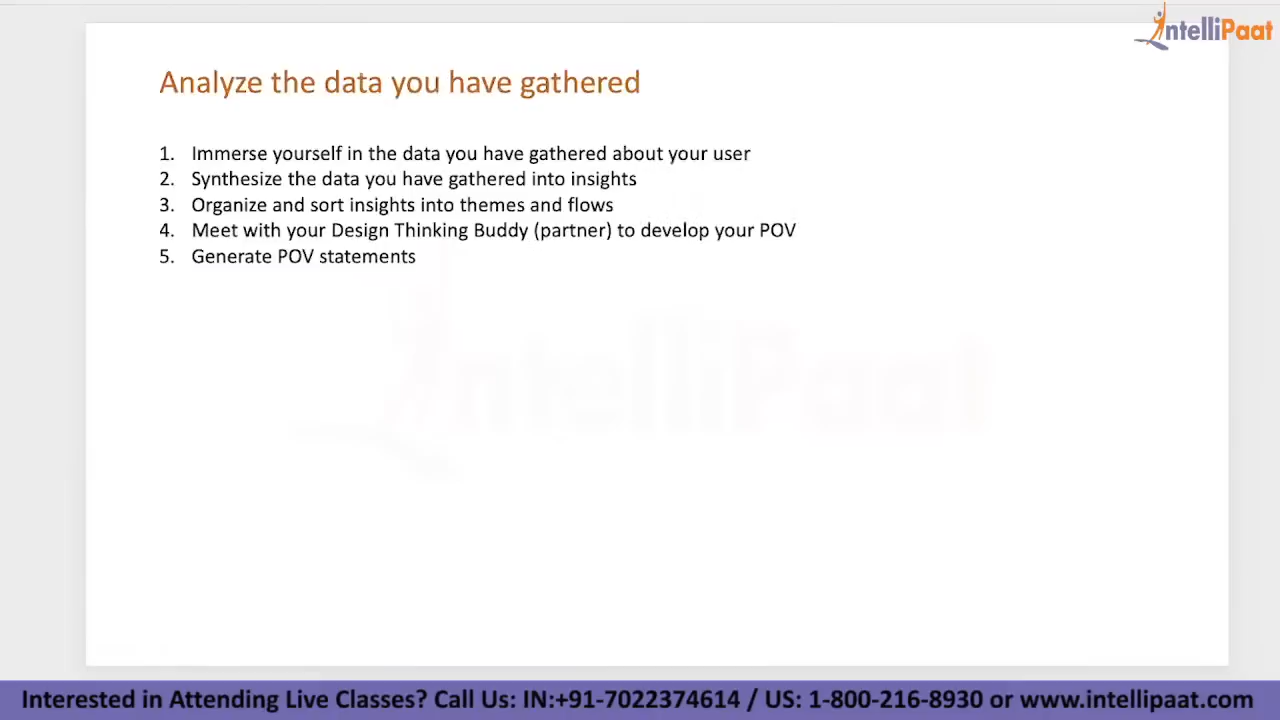 IntelliPaat
Analyze the data you have gathered
1. Immerse yourself in the data you have gathered about your user
2. Synthesize the data you have gathered into insights
3. Organize and sort insights into themes and flows
4. Meet with your Design Thinking Buddy (partner) to develop your POV
5. Generate POV statements
IntelliPaat
Interested in Attending Live Classes? Call Us: IN:+91-7022374614 / US: 1-800-216-8930 or www.intellipaat.com